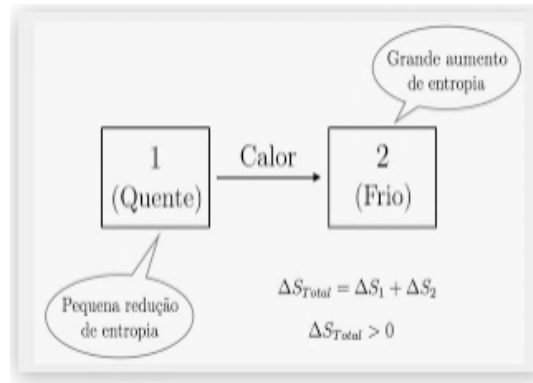 Grande aumento
de entropia
1
(Quente)
Calor
2
(Frio)
Pequena redução
de entropia
ΔS_Total = ΔS_1 + ΔS_2
ΔS_Total > 0